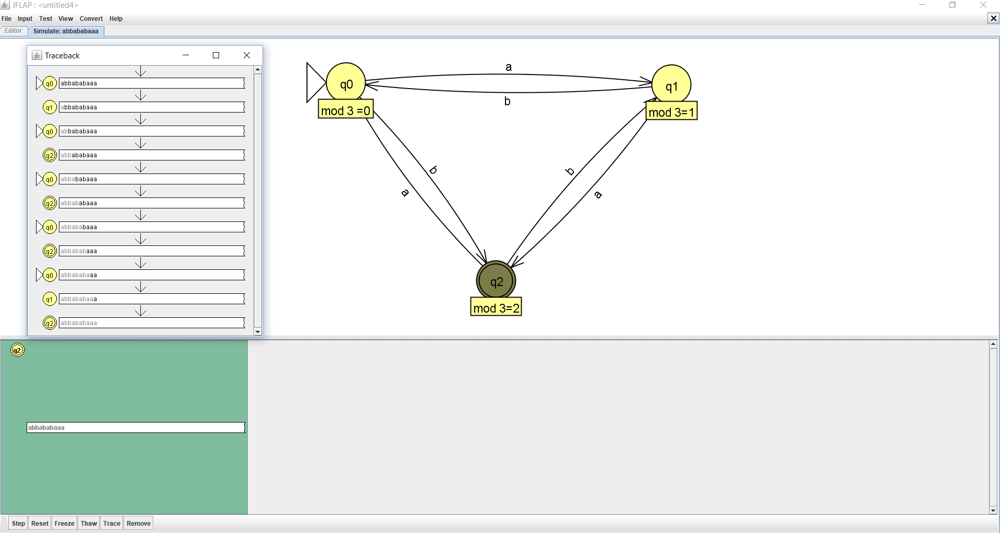 JFLAP : <untitled4>
File Input Test View Convert Help
Editor Simulate: abbababaaa
Traceback
q0 abbababaaa
q1 abbababaaa
q0 abbababaaa
q2 abbababaaa
q0 abbababaaa
q2 abbababaaa
q0 abbababaaa
q2 abbababaaa
q0 abbababaaa
q1 abbababaaa
q2 abbababaaa
a
q0
q1
b
mod 3 =0
mod 3=1
b
b
a
a
q2
mod 3=2
q2
abbababaaa
Step Reset Freeze Thaw Trace Remove